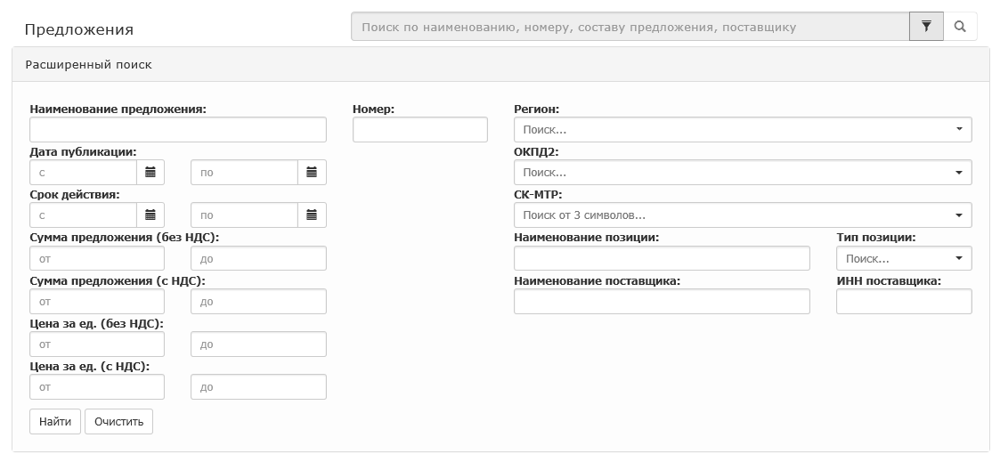 Предложения
Поиск по наименованию, номеру, составу предложения, поставщику
Расширенный поиск
Наименование предложения: Номер: Регион:
Поиск...
Дата публикации: ОКПД2:
с по Поиск...
Срок действия: СК-МТР:
с по Поиск от 3 символов...
Сумма предложения (без НДС): Наименование позиции: Тип позиции:
от до Поиск...
Сумма предложения (с НДС): Наименование поставщика: ИНН поставщика:
от до
Цена за ед. (без НДС):
от до
Цена за ед. (с НДС):
от до
Найти Очистить